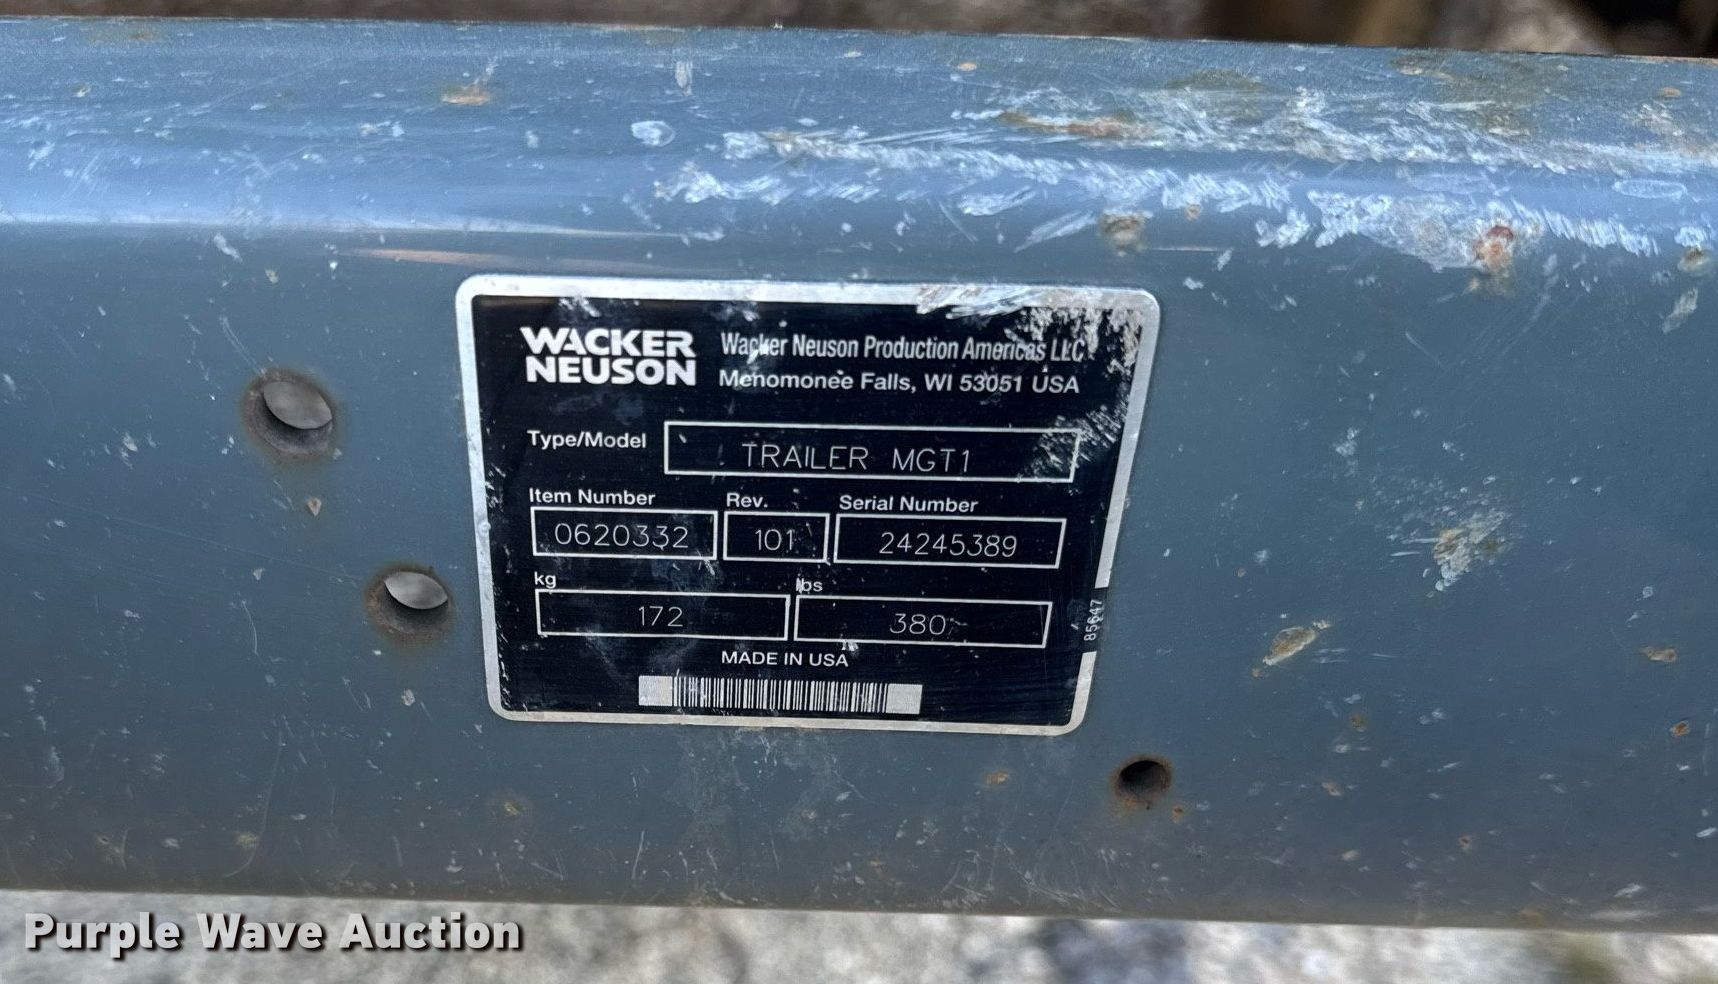 WACKER
NEUSON
Wacker Neuson Production Americas LLC
Menomonee Falls, WI 53051 USA
Type/Model
TRAILER MGT1
Item Number Rev. Serial Number
0620332 101 24245389
kg lbs
172 380
MADE IN USA
85647
Purple Wave Auction